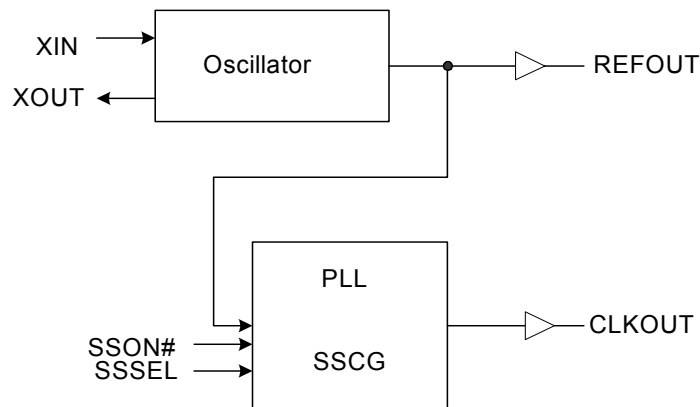 XIN
Oscillator
REFOUT
XOUT
PLL
CLKOUT
SSON#
SSSEL
SSCG